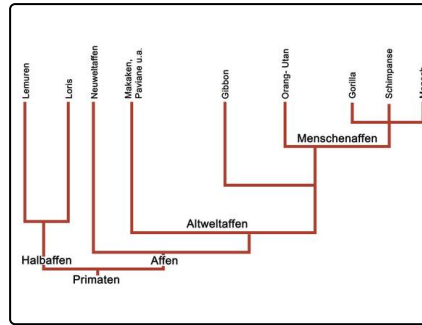 Lemuren
Loris
Neuweltaffen
Makaken,
Paviane u.a.
Gibbon
Orang- Utan
Gorilla
Schimpanse
Menschenaffen
Altweltaffen
Halbaffen
Affen
Primaten